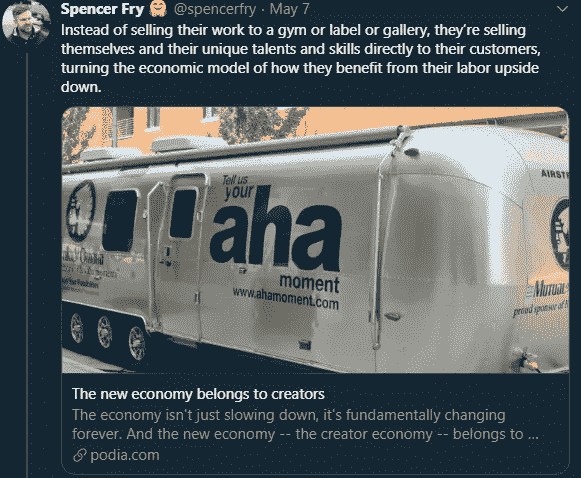 Spencer Fry 🤗 @spencerfry · May 7
Instead of selling their work to a gym or label or gallery, they're selling
themselves and their unique talents and skills directly to their customers,
turning the economic model of how they benefit from their labor upside
down.
Tell us
your
aha
moment
www.ahamoment.com
AIRST
Mutual
proud sponsor of
The new economy belongs to creators
The economy isn't just slowing down, it's fundamentally changing
forever. And the new economy -- the creator economy -- belongs to ...
podia.com